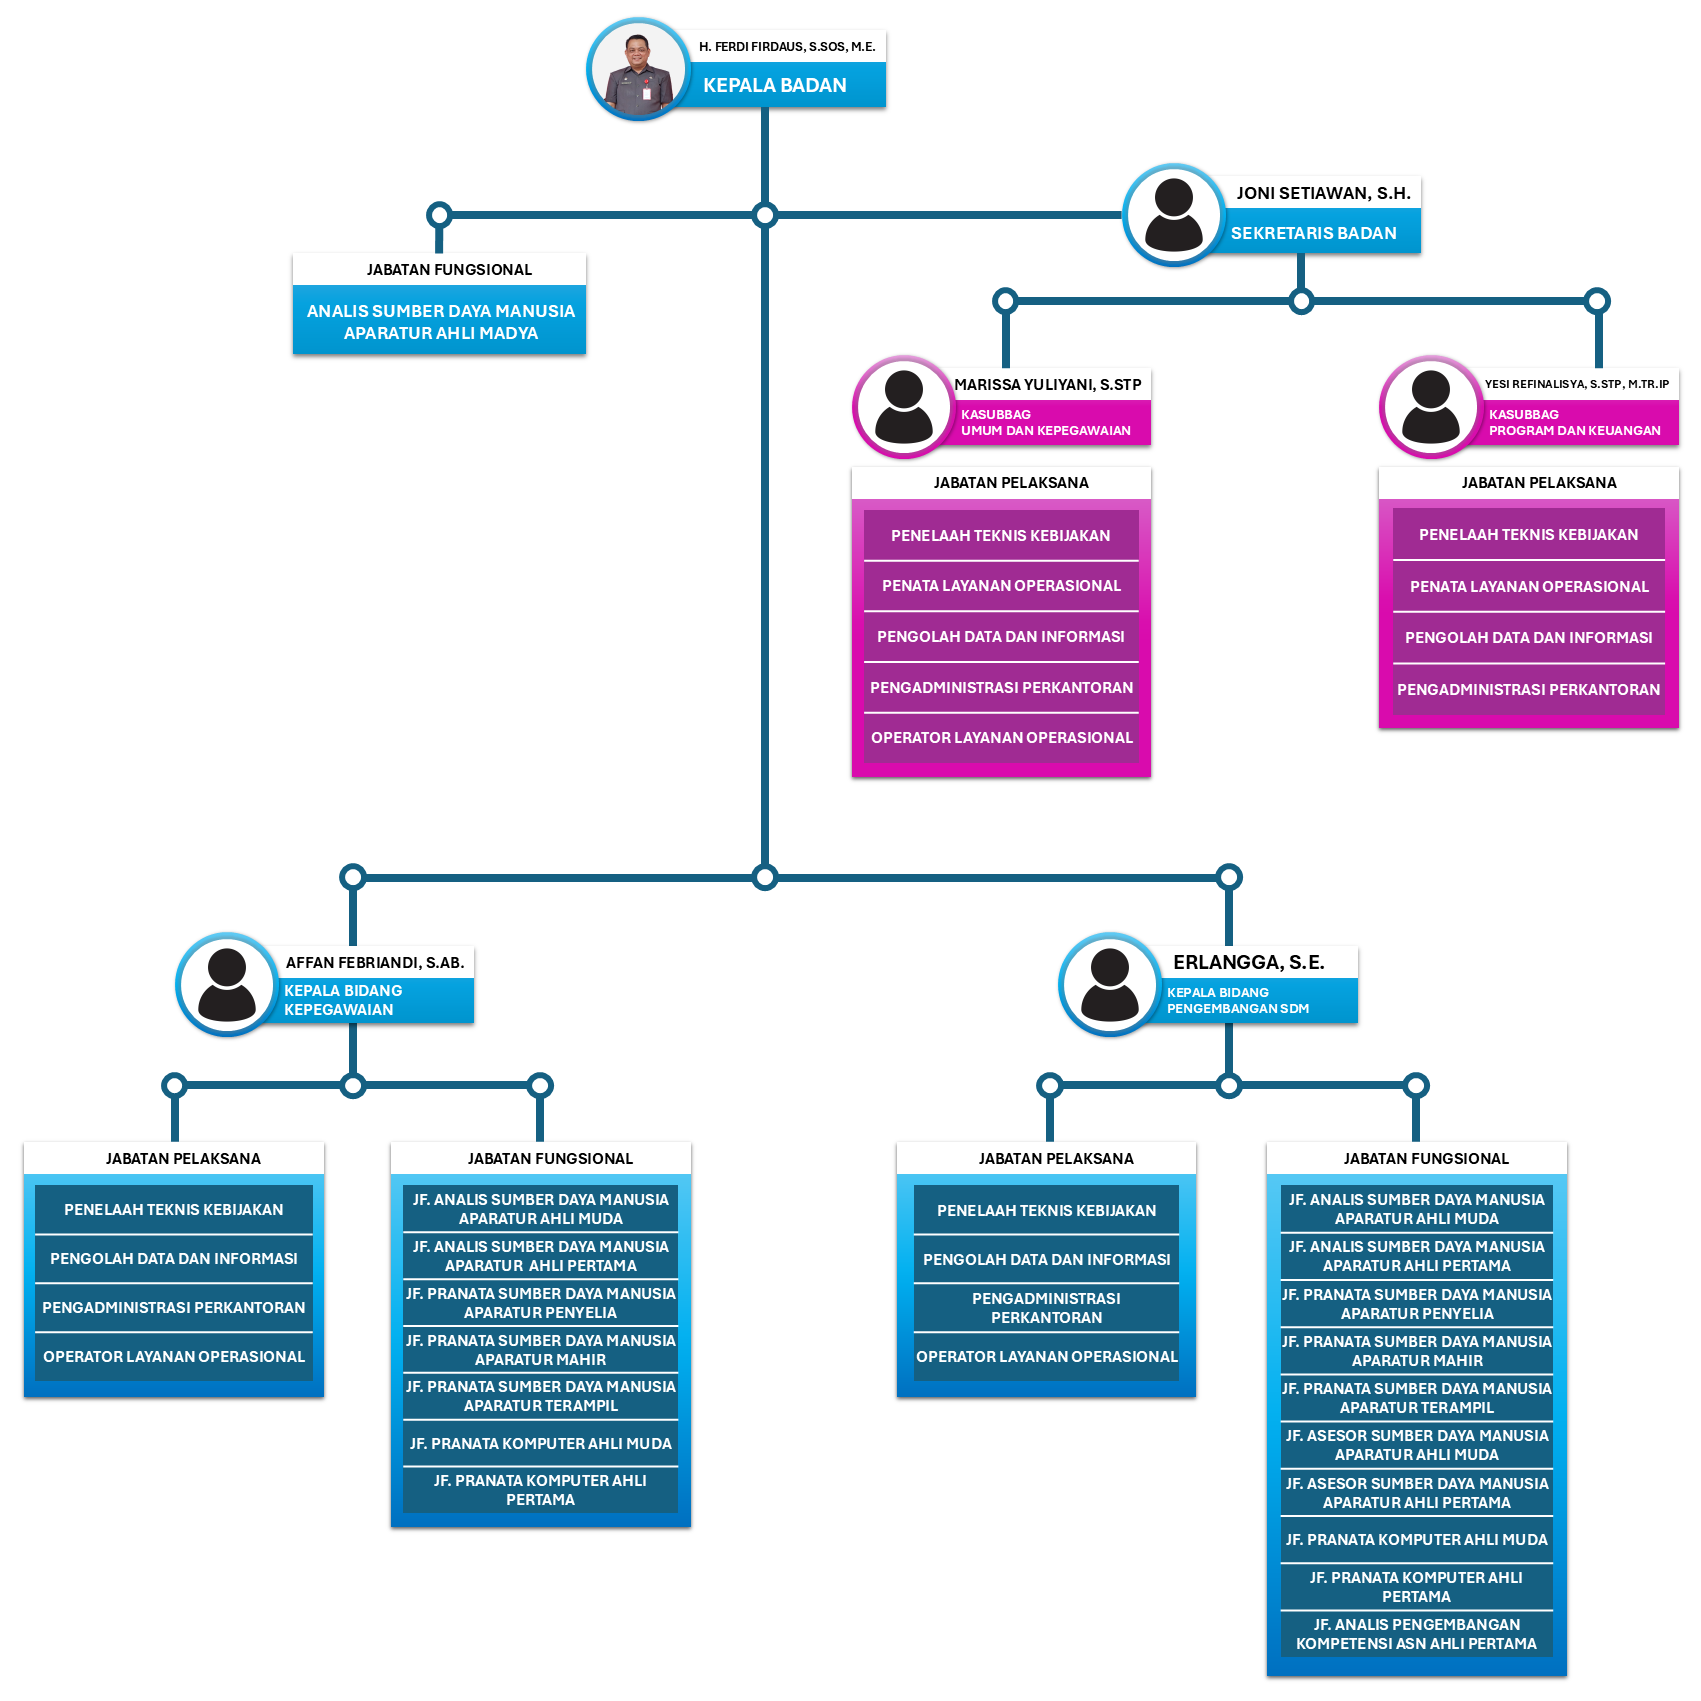 H. FERDI FIRDAUS, S.SOS, M.E.
KEPALA BADAN
JONI SETIAWAN, S.H.
SEKRETARIS BADAN
JABATAN FUNGSIONAL
ANALIS SUMBER DAYA MANUSIA
APARATUR AHLI MADYA
MARISSA YULIYANI, S.STP
KASUBBAG
UMUM DAN KEPEGAWAIAN
JABATAN PELAKSANA
PENELAAH TEKNIS KEBIJAKAN
PENATA LAYANAN OPERASIONAL
PENGOLAH DATA DAN INFORMASI
PENGADMINISTRASI PERKANTORAN
OPERATOR LAYANAN OPERASIONAL
YESI REFINALISYA, S.STP, M.TR.IP
KASUBBAG
PROGRAM DAN KEUANGAN
JABATAN PELAKSANA
PENELAAH TEKNIS KEBIJAKAN
PENATA LAYANAN OPERASIONAL
PENGOLAH DATA DAN INFORMASI
PENGADMINISTRASI PERKANTORAN
AFFAN FEBRIANDI, S.AB.
KEPALA BIDANG
KEPEGAWAIAN
JABATAN PELAKSANA
PENELAAH TEKNIS KEBIJAKAN
PENGOLAH DATA DAN INFORMASI
PENGADMINISTRASI PERKANTORAN
OPERATOR LAYANAN OPERASIONAL
JABATAN FUNGSIONAL
JF. ANALIS SUMBER DAYA MANUSIA
APARATUR AHLI MUDA
JF. ANALIS SUMBER DAYA MANUSIA
APARATUR AHLI PERTAMA
JF. PRANATA SUMBER DAYA MANUSIA
APARATUR PENYELIA
JF. PRANATA SUMBER DAYA MANUSIA
APARATUR MAHIR
JF. PRANATA SUMBER DAYA MANUSIA
APARATUR TERAMPIL
JF. PRANATA KOMPUTER AHLI MUDA
JF. PRANATA KOMPUTER AHLI
PERTAMA
ERLANGGA, S.E.
KEPALA BIDANG
PENGEMBANGAN SDM
JABATAN PELAKSANA
PENELAAH TEKNIS KEBIJAKAN
PENGOLAH DATA DAN INFORMASI
PENGADMINISTRASI
PERKANTORAN
OPERATOR LAYANAN OPERASIONAL
JABATAN FUNGSIONAL
JF. ANALIS SUMBER DAYA MANUSIA
APARATUR AHLI MUDA
JF. ANALIS SUMBER DAYA MANUSIA
APARATUR AHLI PERTAMA
JF. PRANATA SUMBER DAYA MANUSIA
APARATUR PENYELIA
JF. PRANATA SUMBER DAYA MANUSIA
APARATUR MAHIR
JF. PRANATA SUMBER DAYA MANUSIA
APARATUR TERAMPIL
JF. ASESOR SUMBER DAYA MANUSIA
APARATUR AHLI MUDA
JF. ASESOR SUMBER DAYA MANUSIA
APARATUR AHLI PERTAMA
JF. PRANATA KOMPUTER AHLI MUDA
JF. PRANATA KOMPUTER AHLI
PERTAMA
JF. ANALIS PENGEMBANGAN
KOMPETENSI ASN AHLI PERTAMA